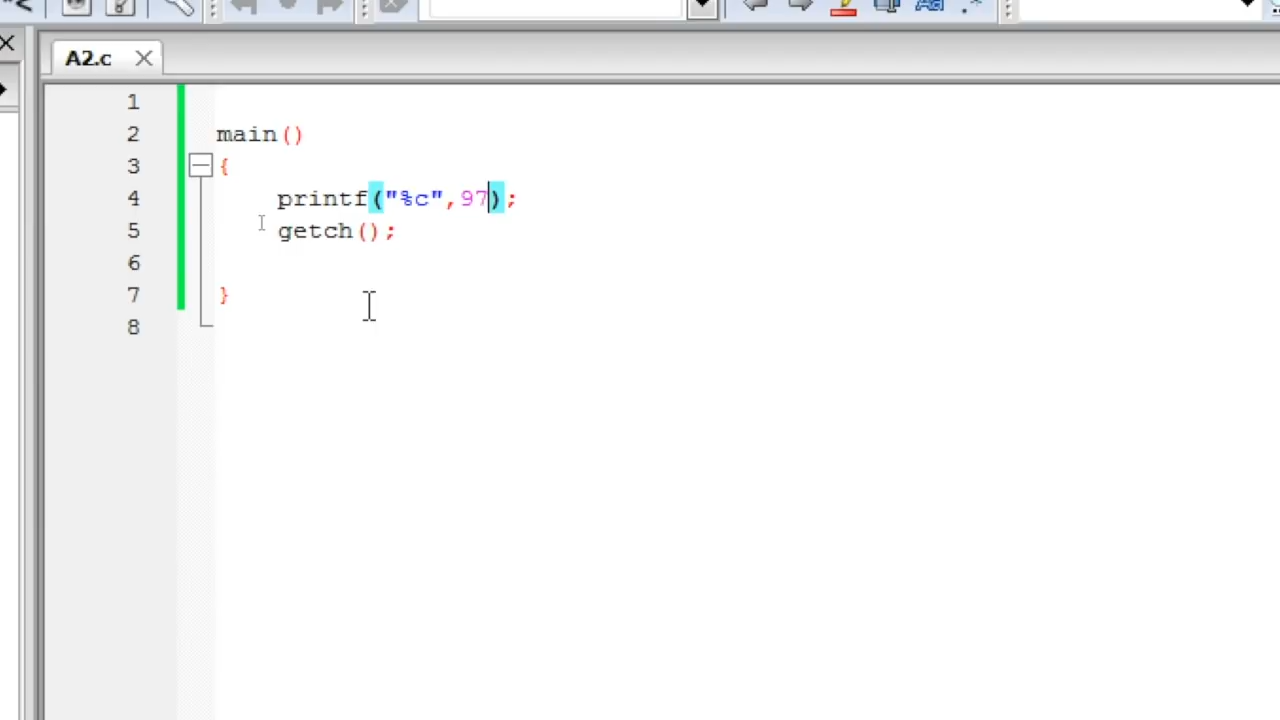 A2.c
1
2 main()
3 {
4 printf("%c",97);
5 getch();
6
7 }
8